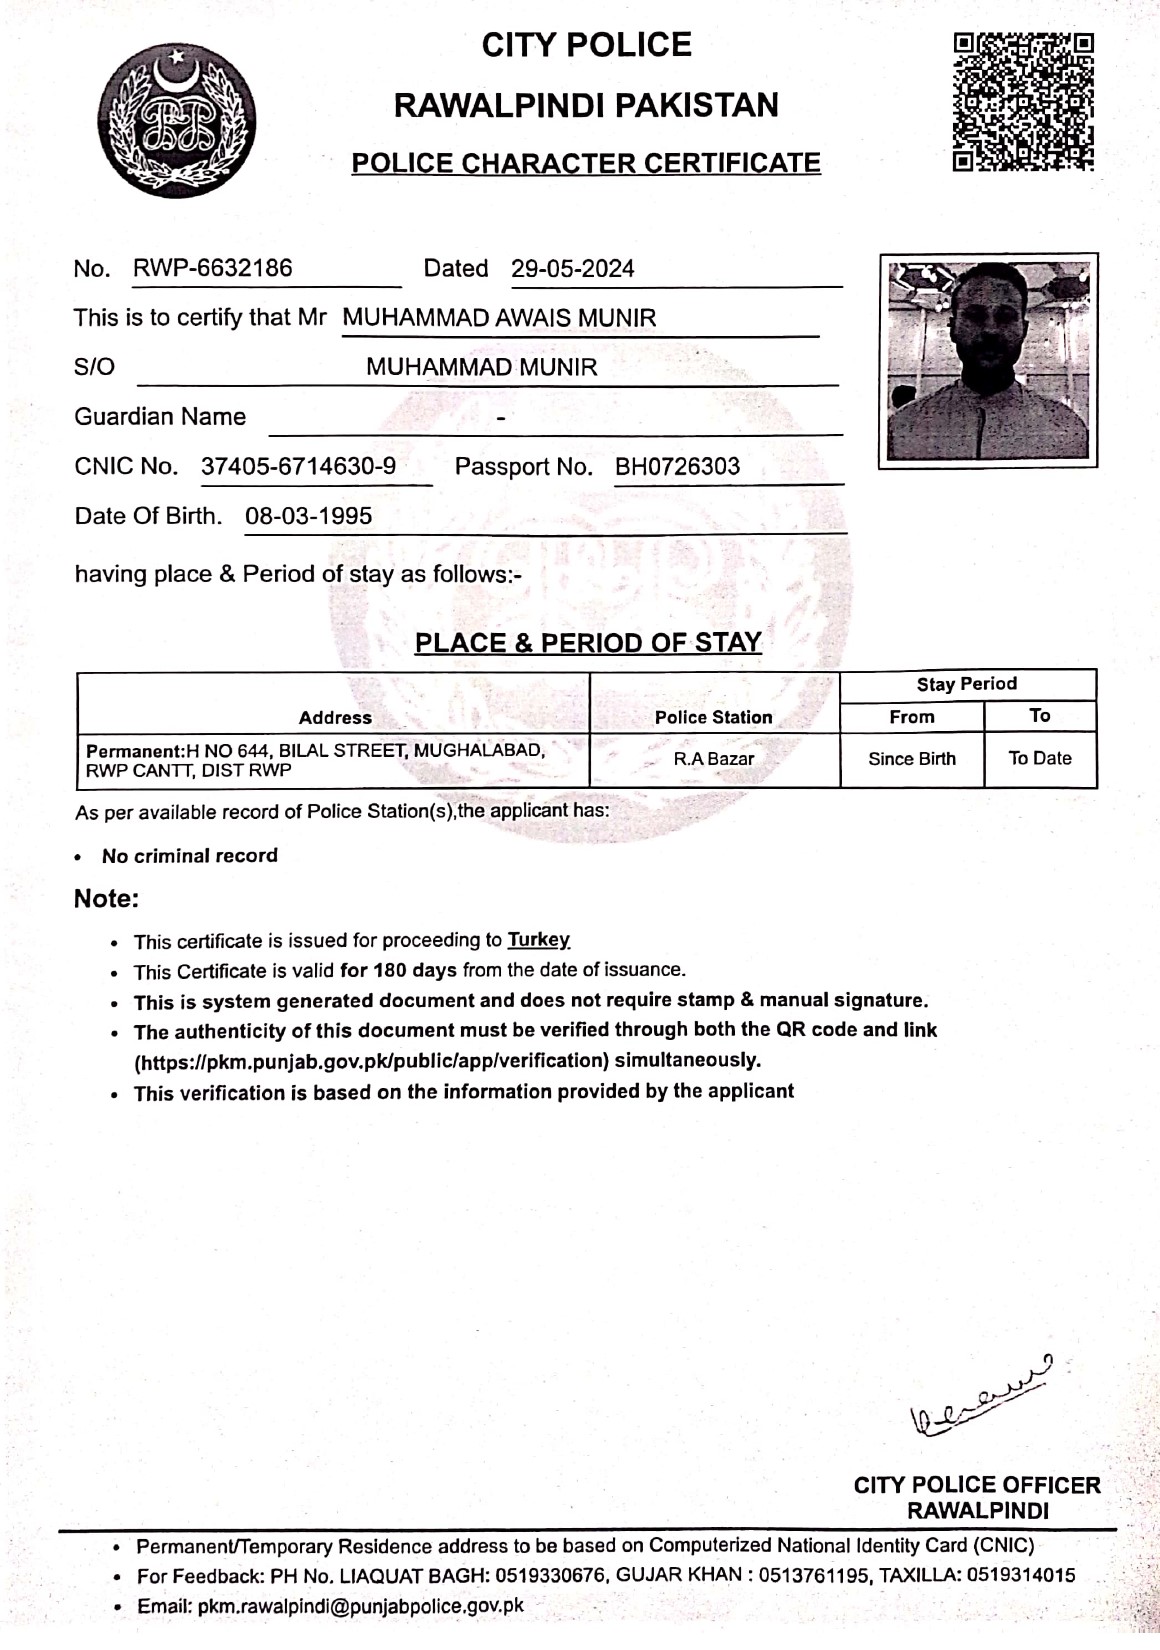 CITY POLICE
RAWALPINDI PAKISTAN
POLICE CHARACTER CERTIFICATE
No. RWP-6632186 Dated 29-05-2024
This is to certify that Mr MUHAMMAD AWAIS MUNIR
S/O MUHAMMAD MUNIR
Guardian Name -
CNIC No. 37405-6714630-9 Passport No. BH0726303
Date Of Birth. 08-03-1995
having place & Period of stay as follows:-
PLACE & PERIOD OF STAY
Stay Period
Address Police Station From To
Permanent:H NO 644, BILAL STREET, MUGHALABAD,
RWP CANTT, DIST RWP
R.A Bazar Since Birth To Date
As per available record of Police Station(s),the applicant has:
• No criminal record
Note:
• This certificate is issued for proceeding to Turkey
• This Certificate is valid for 180 days from the date of issuance.
• This is system generated document and does not require stamp & manual signature.
• The authenticity of this document must be verified through both the QR code and link
(https://pkm.punjab.gov.pk/public/app/verification) simultaneously.
• This verification is based on the information provided by the applicant
CITY POLICE OFFICER
RAWALPINDI
• Permanent/Temporary Residence address to be based on Computerized National Identity Card (CNIC)
• For Feedback: PH No. LIAQUAT BAGH: 0519330676, GUJAR KHAN : 0513761195, TAXILLA: 0519314015
• Email: pkm.rawalpindi@punjabpolice.gov.pk